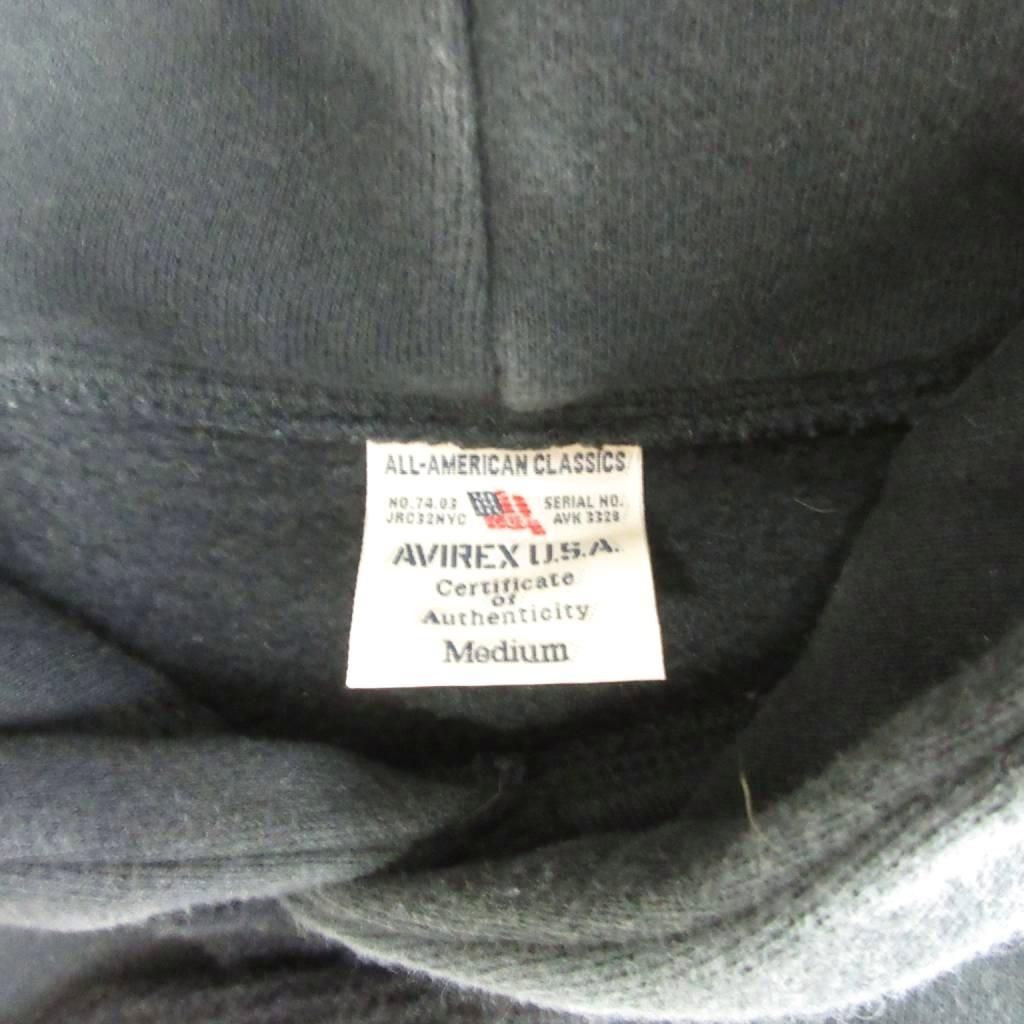 ALL-AMERICAN CLASSICS
NO.74.03
JRC32NYC
SERIAL NO.
AVK 3328
AVIREX U.S.A.
Certificate
of
Authenticity
Medium